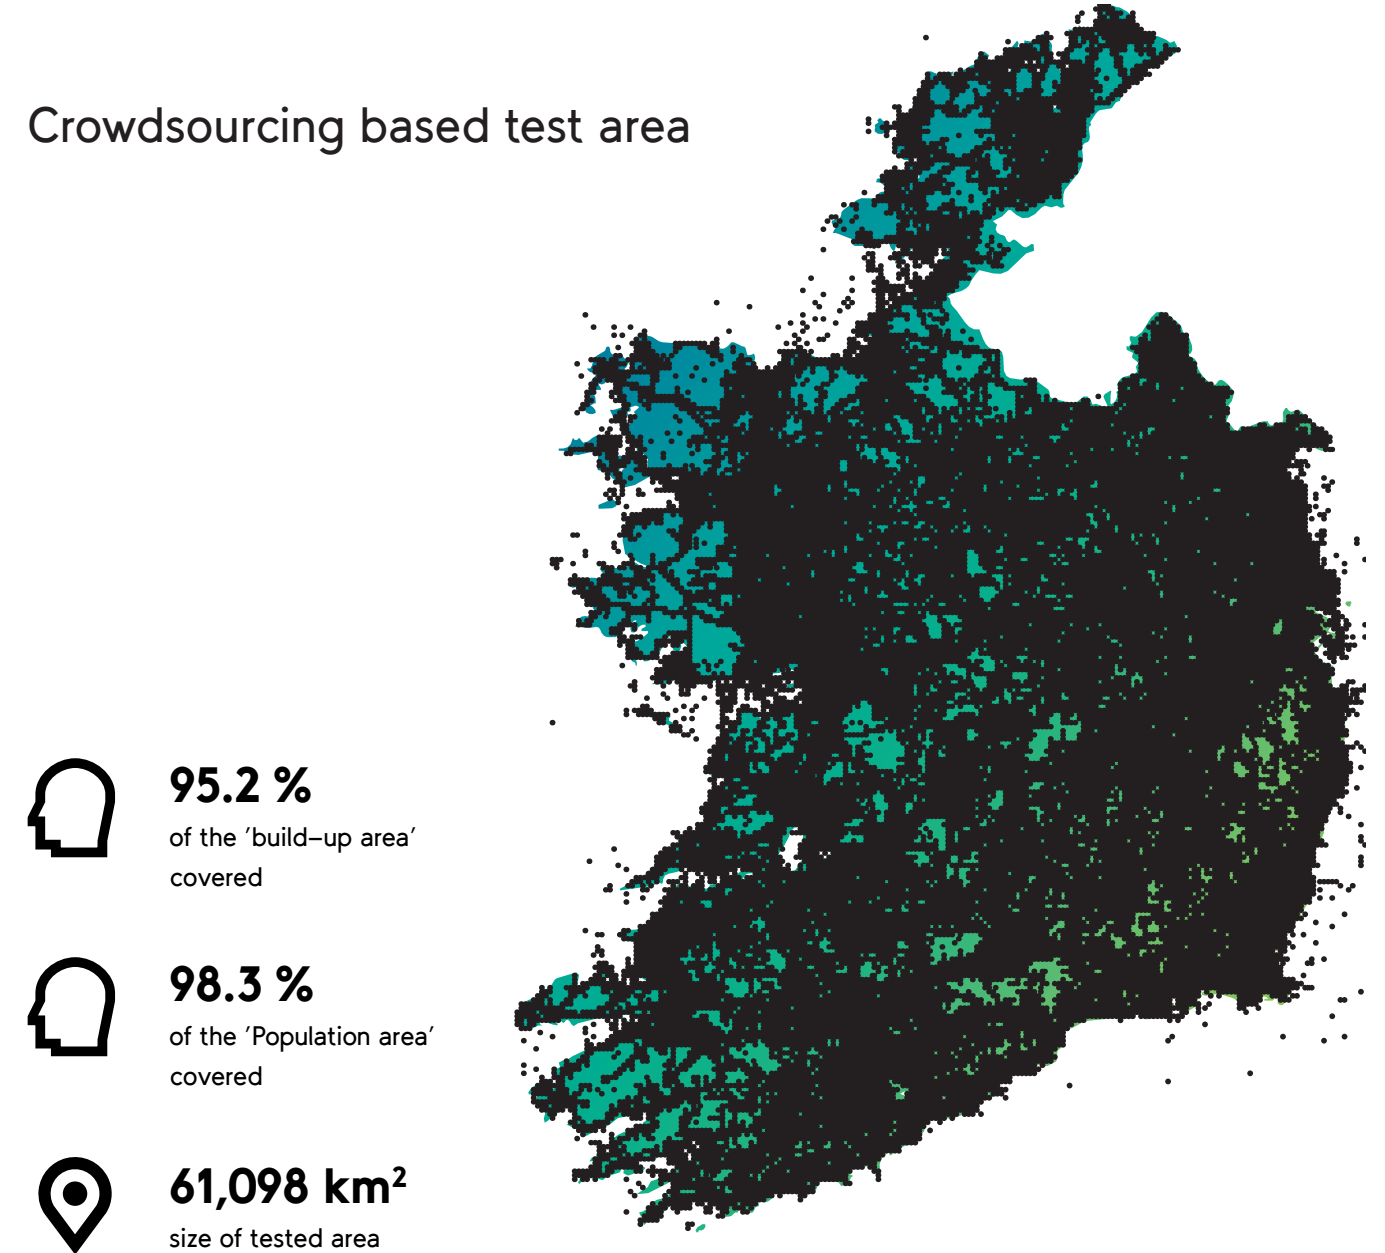 Crowdsourcing based test area
95.2 %
of the ’build–up area’
covered
98.3 %
of the ’Population area’
covered
61,098 km²
size of tested area